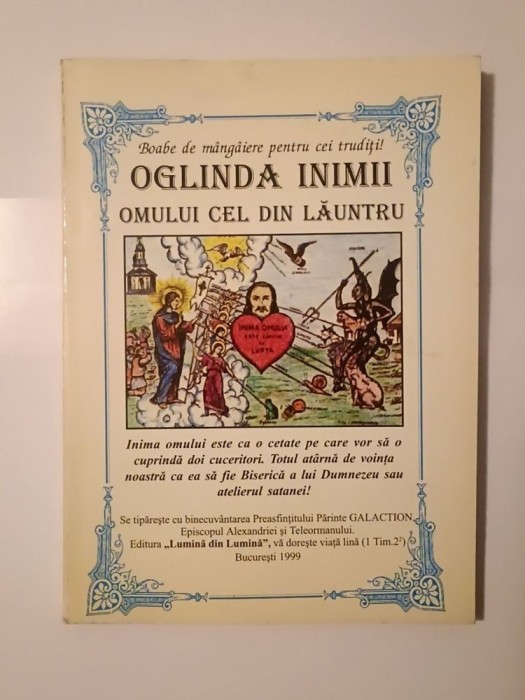 Boabe de mângâiere pentru cei trudiți!
OGLINDA INIMII
OMULUI CEL DIN LĂUNTRU
INIMA OMULUI
LUPTĂ
Inima omului este ca o cetate pe care vor să o
cuprindă doi cuceritori. Totul atârnă de voința
noastră ca ea să fie Biserică a lui Dumnezeu sau
atelierul satanei!
Se tipărește cu binecuvântarea Preasfințitului Părinte GALACTION
Episcopul Alexandriei și Teleormanului.
Editura „Lumină din Lumină”, vă dorește viață lină (1 Tim.2²)
București 1999